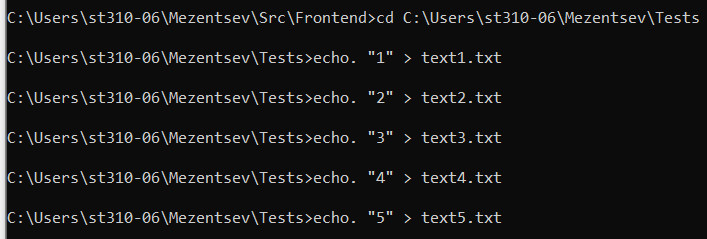 C:\Users\st310-06\Mezentsev\Src\Frontend>cd C:\Users\st310-06\Mezentsev\Tests
C:\Users\st310-06\Mezentsev\Tests>echo. "1" > text1.txt
C:\Users\st310-06\Mezentsev\Tests>echo. "2" > text2.txt
C:\Users\st310-06\Mezentsev\Tests>echo. "3" > text3.txt
C:\Users\st310-06\Mezentsev\Tests>echo. "4" > text4.txt
C:\Users\st310-06\Mezentsev\Tests>echo. "5" > text5.txt